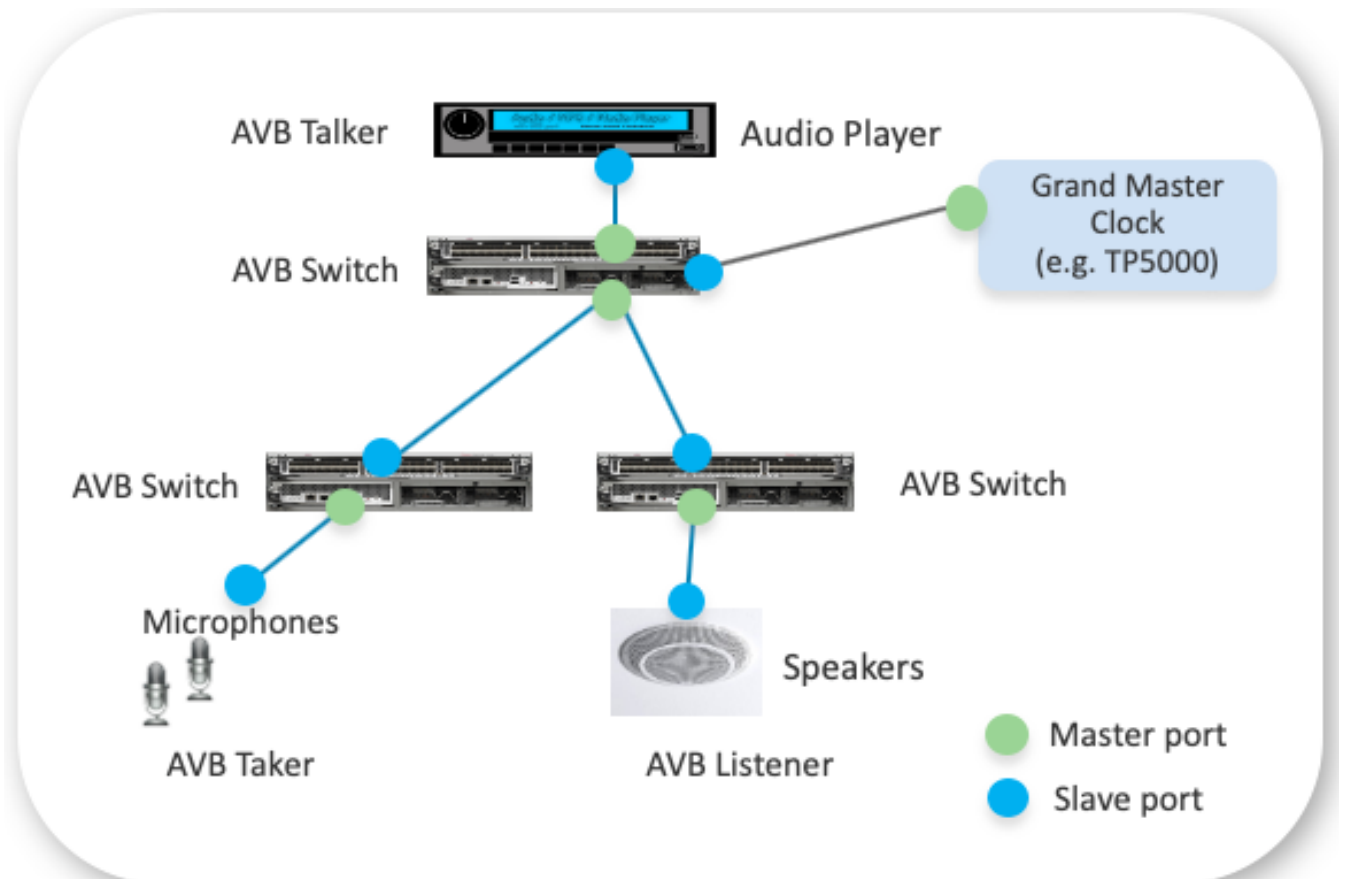 AVB Talker
Audio Player
Grand Master
Clock
(e.g. TP5000)
AVB Switch
AVB Switch
AVB Switch
Microphones
Speakers
AVB Taker
AVB Listener
Master port
Slave port